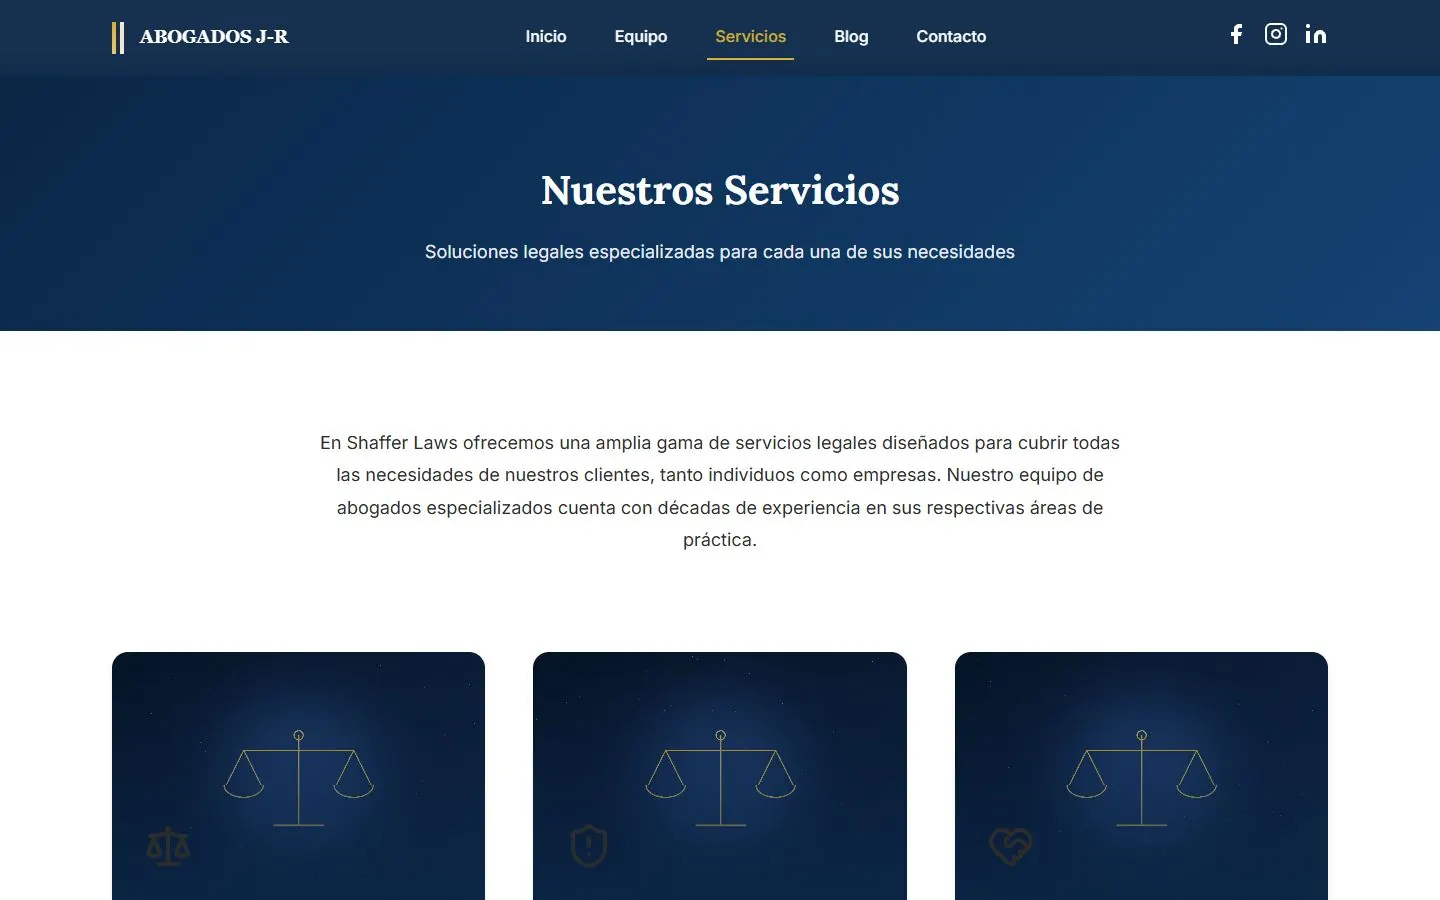 ABOGADOS J-R
Inicio
Equipo
Servicios
Blog
Contacto
Nuestros Servicios
Soluciones legales especializadas para cada una de sus necesidades
En Shaffer Laws ofrecemos una amplia gama de servicios legales diseñados para cubrir todas
las necesidades de nuestros clientes, tanto individuos como empresas. Nuestro equipo de
abogados especializados cuenta con décadas de experiencia en sus respectivas áreas de
práctica.